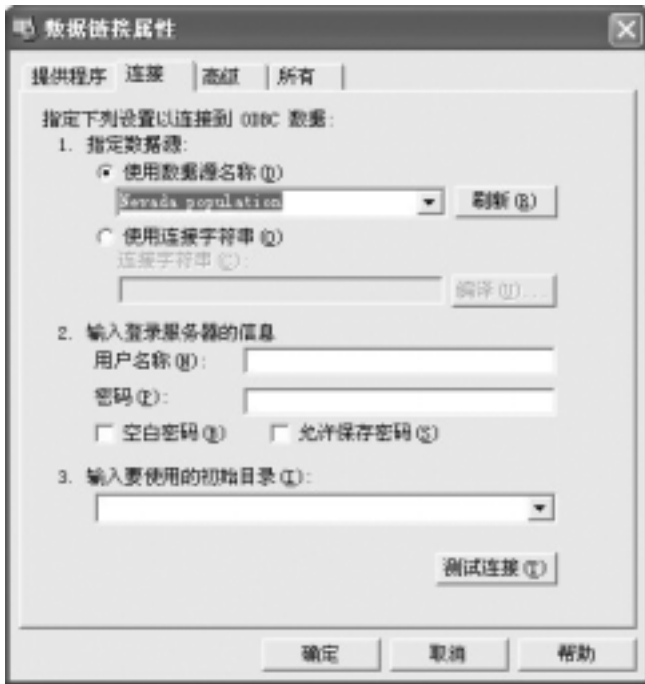 数据链接属性
提供程序 连接 高级 所有
指定下列设置以连接到 ODBC 数据:
1. 指定数据源:
使用数据源名称(D)
Nevada population 刷新(R)
使用连接字符串(O)
连接字符串(C):
编译(U)...
2. 输入登录服务器的信息
用户名称(N):
密码(P):
空白密码(B) 允许保存密码(S)
3. 输入要使用的初始目录(I):
测试连接(T)
确定 取消 帮助